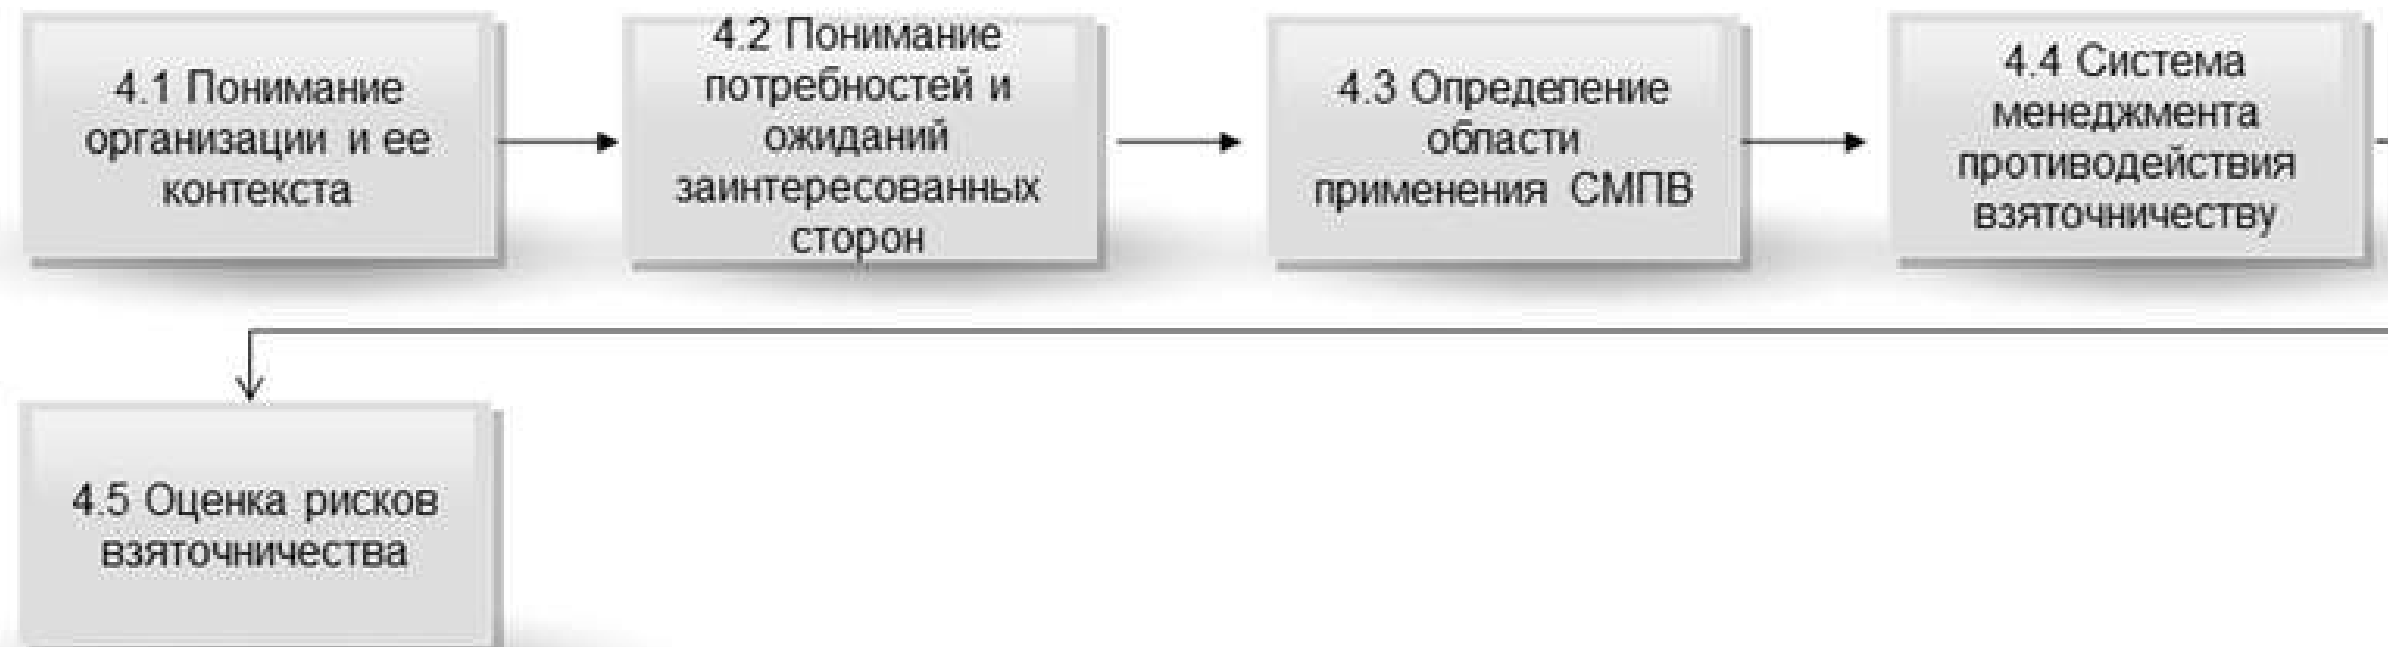 4.1 Понимание
организации и ее
контекста
4.2 Понимание
потребностей и
ожиданий
заинтересованных
сторон
4.3 Определение
области
применения СМПВ
4.4 Система
менеджмента
противодействия
взяточничеству
4.5 Оценка рисков
взяточничества